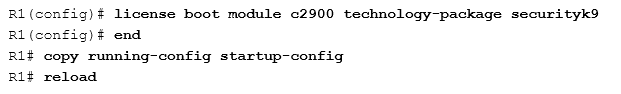 R1(config)# license boot module c2900 technology-package securityk9
R1(config)# end
R1# copy running-config startup-config
R1# reload